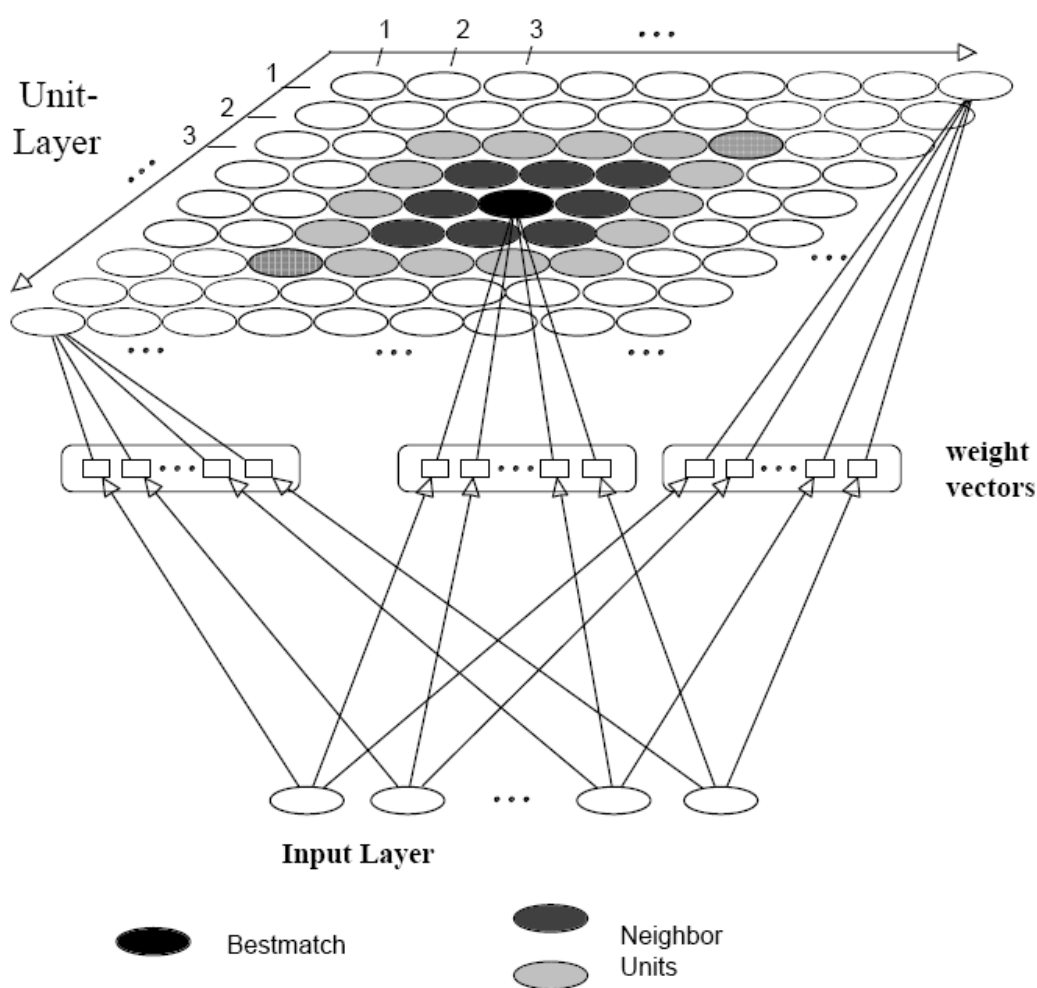 1 2 3 ...
Unit-
Layer
1
2
3
...
...
... ... ...
... ... ...
weight
vectors
...
Input Layer
Bestmatch
Neighbor
Units